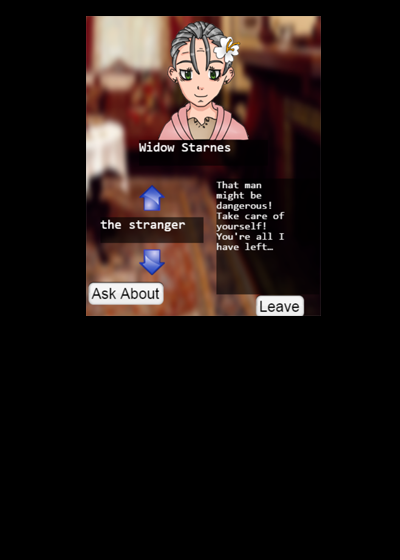 Widow Starnes
That man
might be
dangerous!
Take care of
yourself!
You're all I
have left…
the stranger
Ask About
Leave